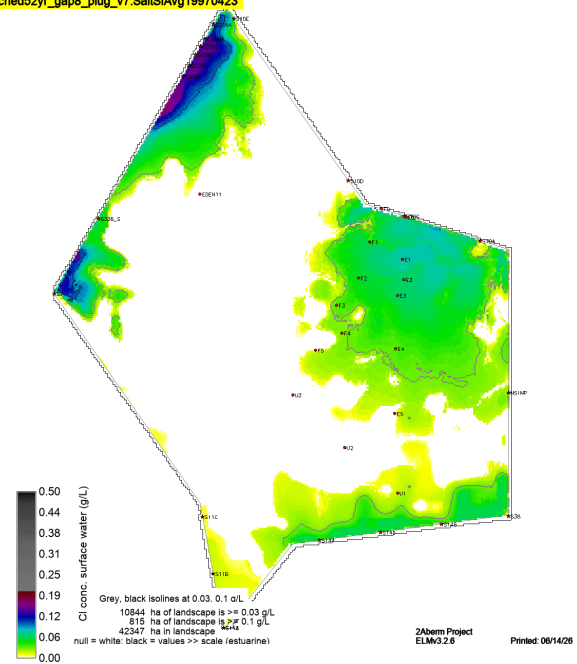 ched52yr_gap8_plug_v7.SaltSfAvg19970423
S10E
EDEN11
S10D
S10C
E1
F1
E2
F2
E3
F3
F4
F5
E4
NSIMP
U3
E5
U2
U1
S38
S11C
S11B
0.50
0.44
0.38
0.31
0.25
0.19
0.12
0.06
0.00
Cl conc. surface water (g/L)
Grey, black isolines at 0.03, 0.1 g/L
10844 ha of landscape is >= 0.03 g/L
815 ha of landscape is >= 0.1 g/L
42347 ha in landscape
null = white: black = values >> scale (estuarine)
2Aberm Project
ELMv3.2.6
Printed: 06/14/26